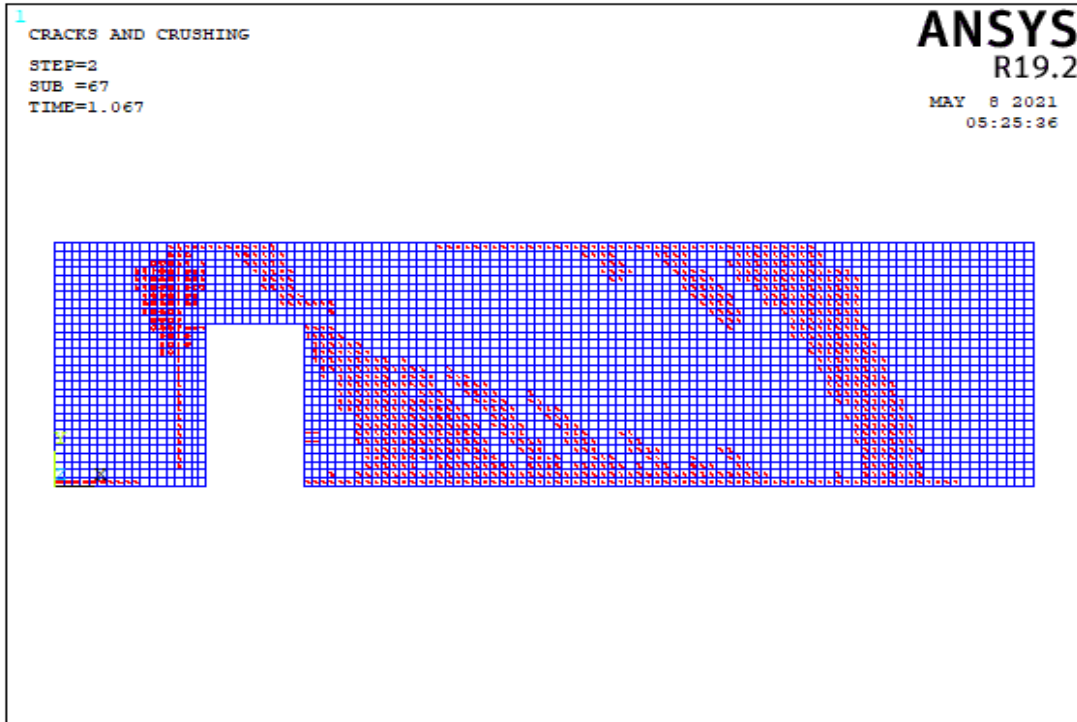 1
CRACKS AND CRUSHING
STEP=2
SUB =67
TIME=1.067
ANSYS
R19.2
MAY 8 2021
05:25:36
Y
Z X